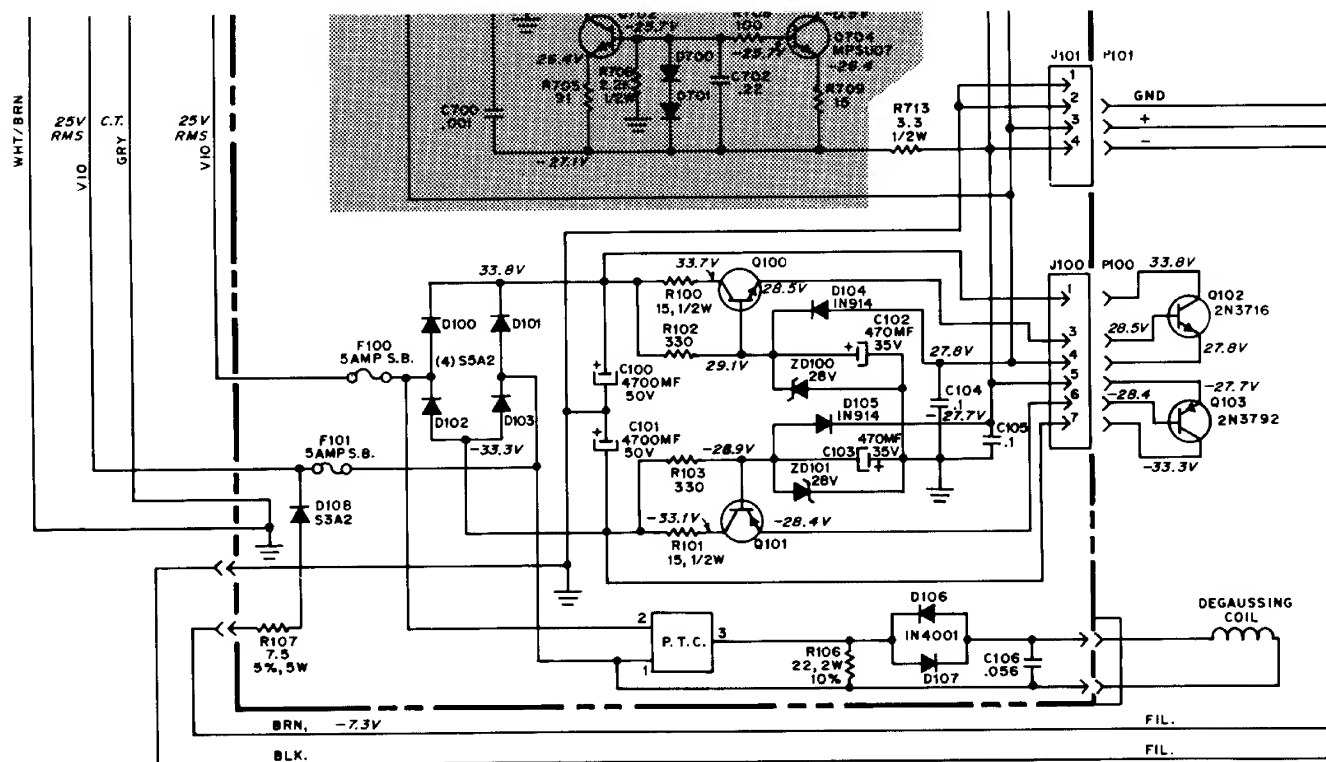 -25.7V
100
-25.7V
Q704
MPSU07
26.4V
-26.4
D700
R705
91
R706
2.2K
1/2W
C702
.22
D701
R709
15
C700
.001
-27.1V
R713
3.3
1/2W
J101
P101
1
2
3
4
GND
+
-
WHT/BRN
25V
RMS
VIO
C.T.
GRY
25V
RMS
VIO
33.8V
33.7V
Q100
28.5V
R100
15, 1/2W
R102
330
29.1V
D104
IN914
C102
470MF
35V
+
ZD100
28V
27.8V
D100
D101
(4) S5A2
D102
D103
-33.3V
F100
5AMP S.B.
F101
5AMP S.B.
+
C100
4700MF
50V
C101
4700MF
50V
+
D105
IN914
C104
.1
-27.7V
C105
.1
-28.9V
R103
330
C103
470MF
35V
+
ZD101
28V
-33.1V
-28.4V
R101
15, 1/2W
Q101
J100
P100
1
3
4
5
6
7
33.8V
Q102
2N3716
28.5V
27.8V
-27.7V
-28.4
Q103
2N3792
-33.3V
D108
S3A2
R107
7.5
5%, 5W
2
P.T.C.
3
1
R106
22, 2W
10%
D106
IN4001
D107
C106
.056
DEGAUSSING
COIL
BRN, -7.3V
FIL.
BLK.
FIL.